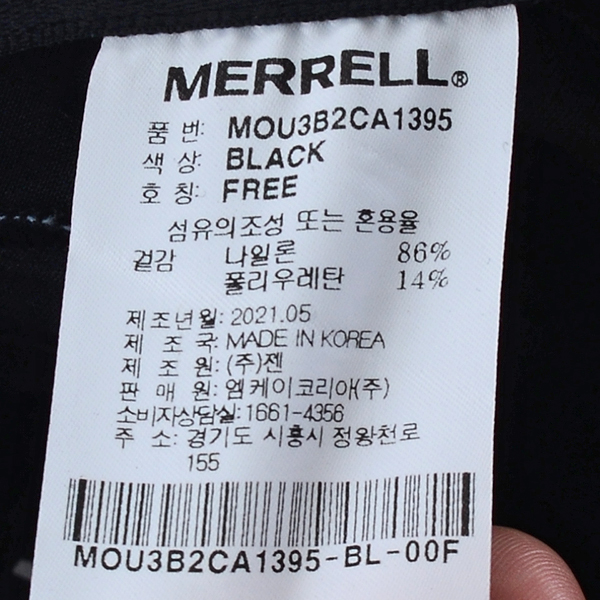 MERRELL®
품 번: MOU3B2CA1395
색 상: BLACK
호 칭: FREE
섬유의조성 또는 혼용율
겉감 나일론 86%
폴리우레탄 14%
제조년월: 2021.05
제 조 국: MADE IN KOREA
제 조 원: (주)젠
판 매 원: 엠케이코리아(주)
소비자상담실: 1661-4356
주 소: 경기도 시흥시 정왕천로
155
MOU3B2CA1395-BL-00F